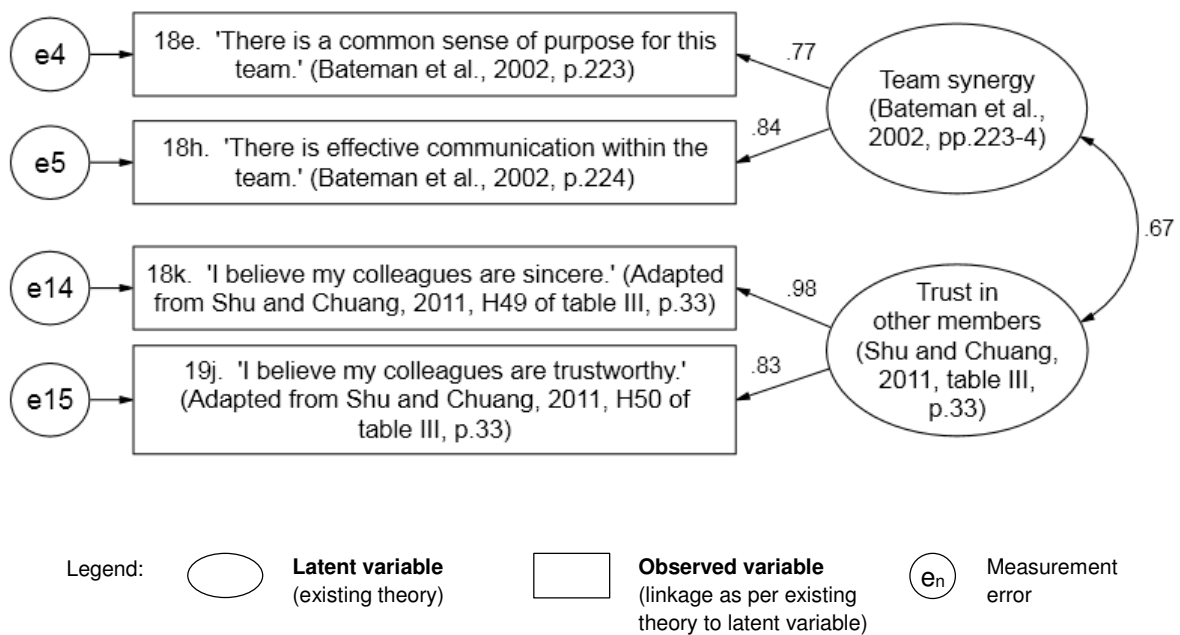 e4
18e. 'There is a common sense of purpose for this
team.' (Bateman et al., 2002, p.223)
.77
Team synergy
(Bateman et al.,
2002, pp.223-4)
e5
18h. 'There is effective communication within the
team.' (Bateman et al., 2002, p.224)
.84
.67
e14
18k. 'I believe my colleagues are sincere.' (Adapted
from Shu and Chuang, 2011, H49 of table III, p.33)
.98
Trust in
other members
(Shu and Chuang,
2011, table III,
p.33)
e15
19j. 'I believe my colleagues are trustworthy.'
(Adapted from Shu and Chuang, 2011, H50 of
table III, p.33)
.83
Legend:
Latent variable
(existing theory)
Observed variable
(linkage as per existing
theory to latent variable)
en
Measurement
error